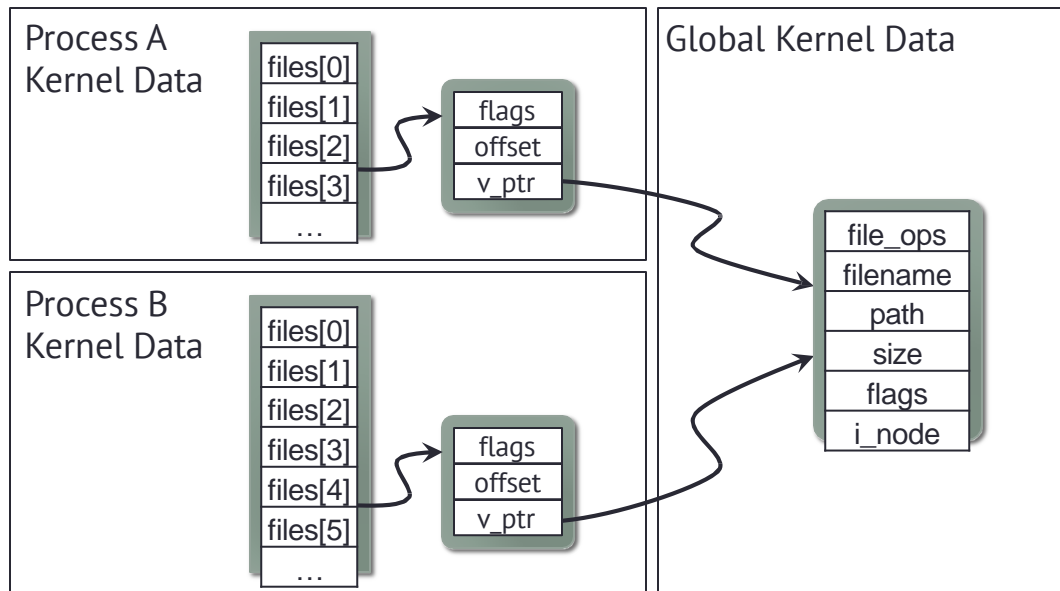 Process A
Kernel Data
files[0]
files[1]
files[2]
files[3]
...
flags
offset
v_ptr
Process B
Kernel Data
files[0]
files[1]
files[2]
files[3]
files[4]
files[5]
...
flags
offset
v_ptr
Global Kernel Data
file_ops
filename
path
size
flags
i_node